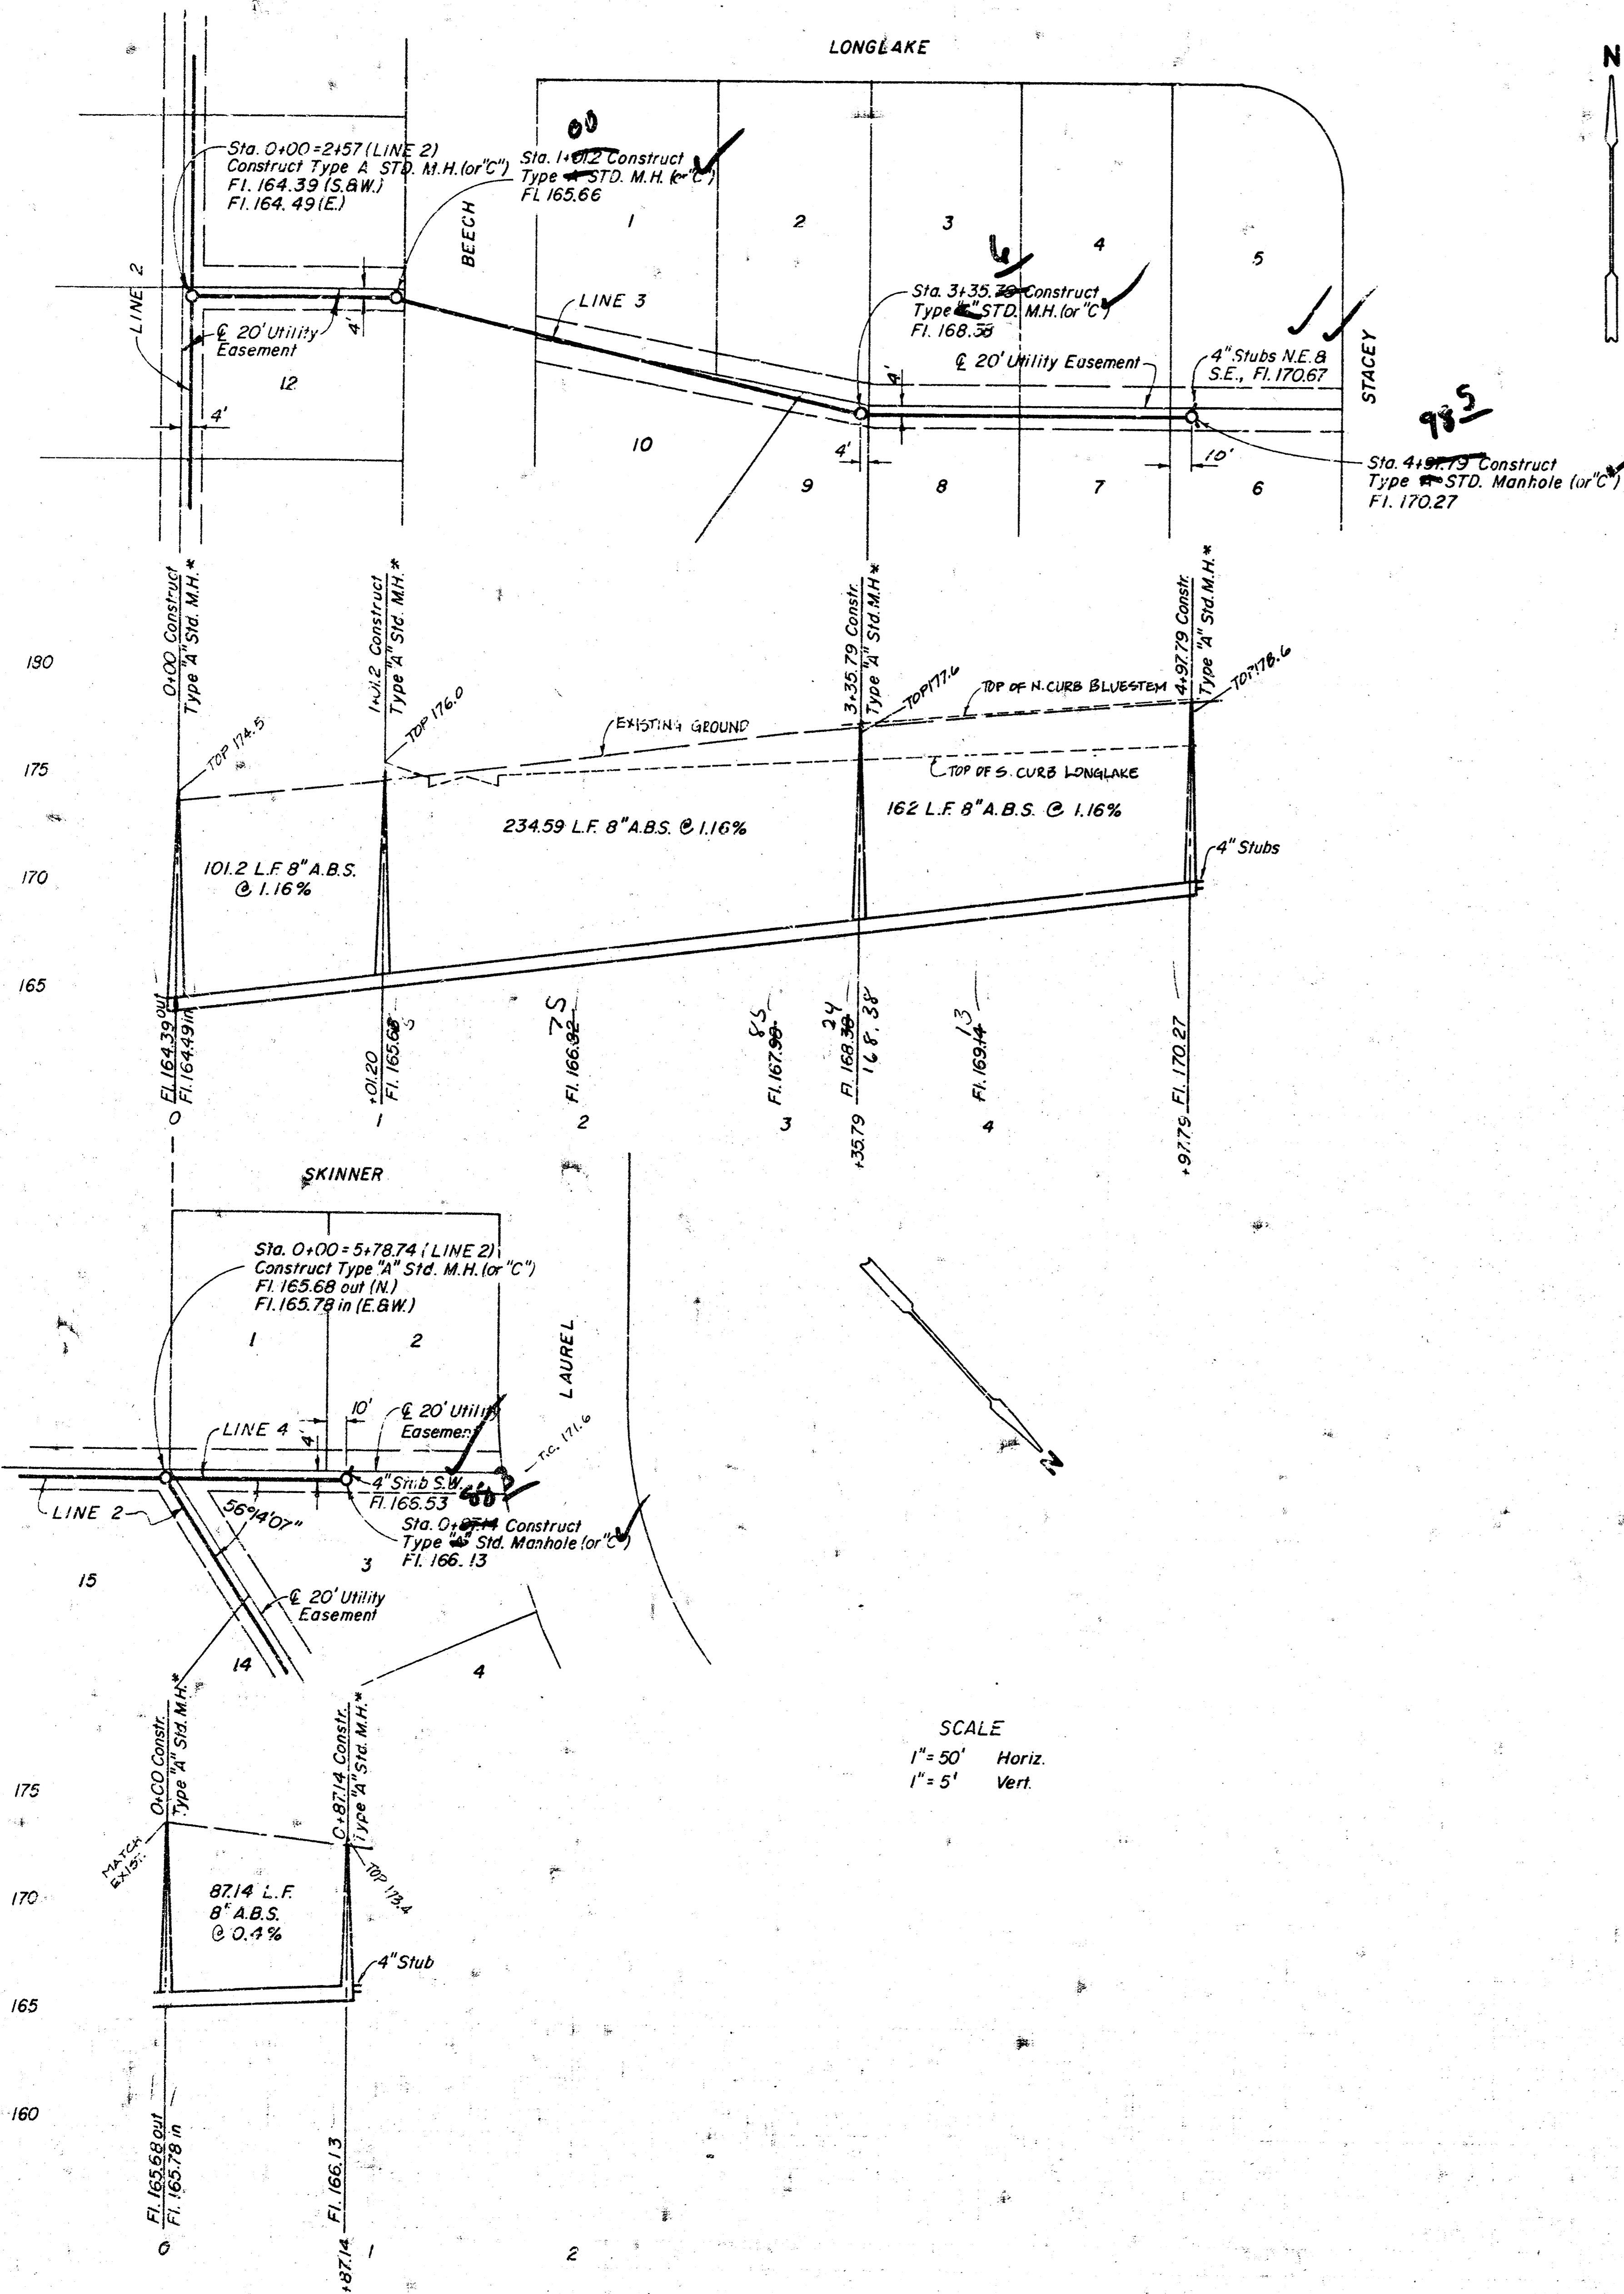 LONGLAKE
N
Sta. 0+00=2+57 (LINE 2)
Construct Type A STD. M.H. (or "C")
Fl. 164.39 (S.&W.)
Fl. 164.49 (E.)
00
Sta. 1+01.2 Construct
Type A STD. M.H. (or "C")
FL 165.66
BEECH
1
2
3
4
5
LINE 2
LINE 3
6
Sta. 3+35.79 Construct
Type STD. M.H. (or "C")
Fl. 168.38
℄ 20' Utility
Easement
4'
12
4'
℄ 20' Utility Easement
4'
4" Stubs N.E. &
S.E., Fl. 170.67
STACEY
98 5
10
4'
10'
9
8
7
6
Sta. 4+97.79 Construct
Type A STD. Manhole (or "C")
Fl. 170.27
0+00 Construct
Type "A" Std. M.H.*
1+01.2 Construct
Type "A" Std. M.H.*
3+35.79 Constr.
Type "A" Std. M.H.*
4+97.79 Constr.
Type "A" Std. M.H.*
190
TOP 174.5
TOP 176.0
EXISTING GROUND
TOP 177.6
TOP OF N. CURB BLUESTEM
TOP 178.6
175
TOP OF S. CURB LONGLAKE
234.59 L.F. 8" A.B.S. @ 1.16%
162 L.F. 8" A.B.S. @ 1.16%
4" Stubs
170
101.2 L.F. 8" A.B.S.
@ 1.16%
165
Fl. 164.39 out
Fl. 164.49 in
+01.20
Fl. 165.66
5
75
Fl. 166.82
85
Fl. 167.98
24
Fl. 168.38
168.38
+35.79
13
Fl. 169.14
Fl. 170.27
+97.79
0
1
2
3
4
SKINNER
Sta. 0+00=5+78.74 (LINE 2)
Construct Type "A" Std. M.H. (or "C")
Fl. 165.68 out (N.)
Fl. 165.78 in (E.&W.)
1
2
LAUREL
10'
℄ 20' Utility
Easement
LINE 4
4'
T.C. 171.6
4" Stub S.W.
Fl. 166.53
LINE 2
56°14'07"
Sta. 0+87.14 Construct
Type "A" Std. Manhole (or "C")
Fl. 166.13
3
15
℄ 20' Utility
Easement
14
4
N
0+00 Constr.
Type "A" Std. M.H.*
0+87.14 Constr.
Type "A" Std. M.H.*
SCALE
1"=50' Horiz.
1"=5' Vert.
175
MATCH
EXIST.
TOP 173.4
170
87.14 L.F.
8" A.B.S.
@ 0.4%
4" Stub
165
160
Fl. 165.68 out
Fl. 165.78 in
Fl. 166.13
+87.14
0
1
2